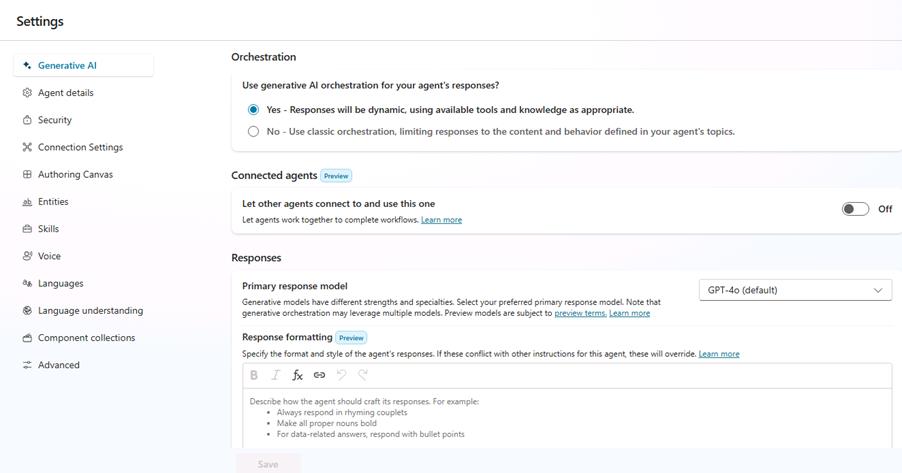 Settings
Generative AI
Agent details
Security
Connection Settings
Authoring Canvas
Entities
Skills
Voice
Languages
Language understanding
Component collections
Advanced
Orchestration
Use generative AI orchestration for your agent's responses?
Yes - Responses will be dynamic, using available tools and knowledge as appropriate.
No - Use classic orchestration, limiting responses to the content and behavior defined in your agent's topics.
Connected agents Preview
Let other agents connect to and use this one
Let agents work together to complete workflows. Learn more
Off
Responses
Primary response model
Generative models have different strengths and specialties. Select your preferred primary response model. Note that
generative orchestration may leverage multiple models. Preview models are subject to preview terms. Learn more
GPT-4o (default)
Response formatting Preview
Specify the format and style of the agent's responses. If these conflict with other instructions for this agent, these will override. Learn more
B I fx
Describe how the agent should craft its responses. For example:
• Always respond in rhyming couplets
• Make all proper nouns bold
• For data-related answers, respond with bullet points
Save